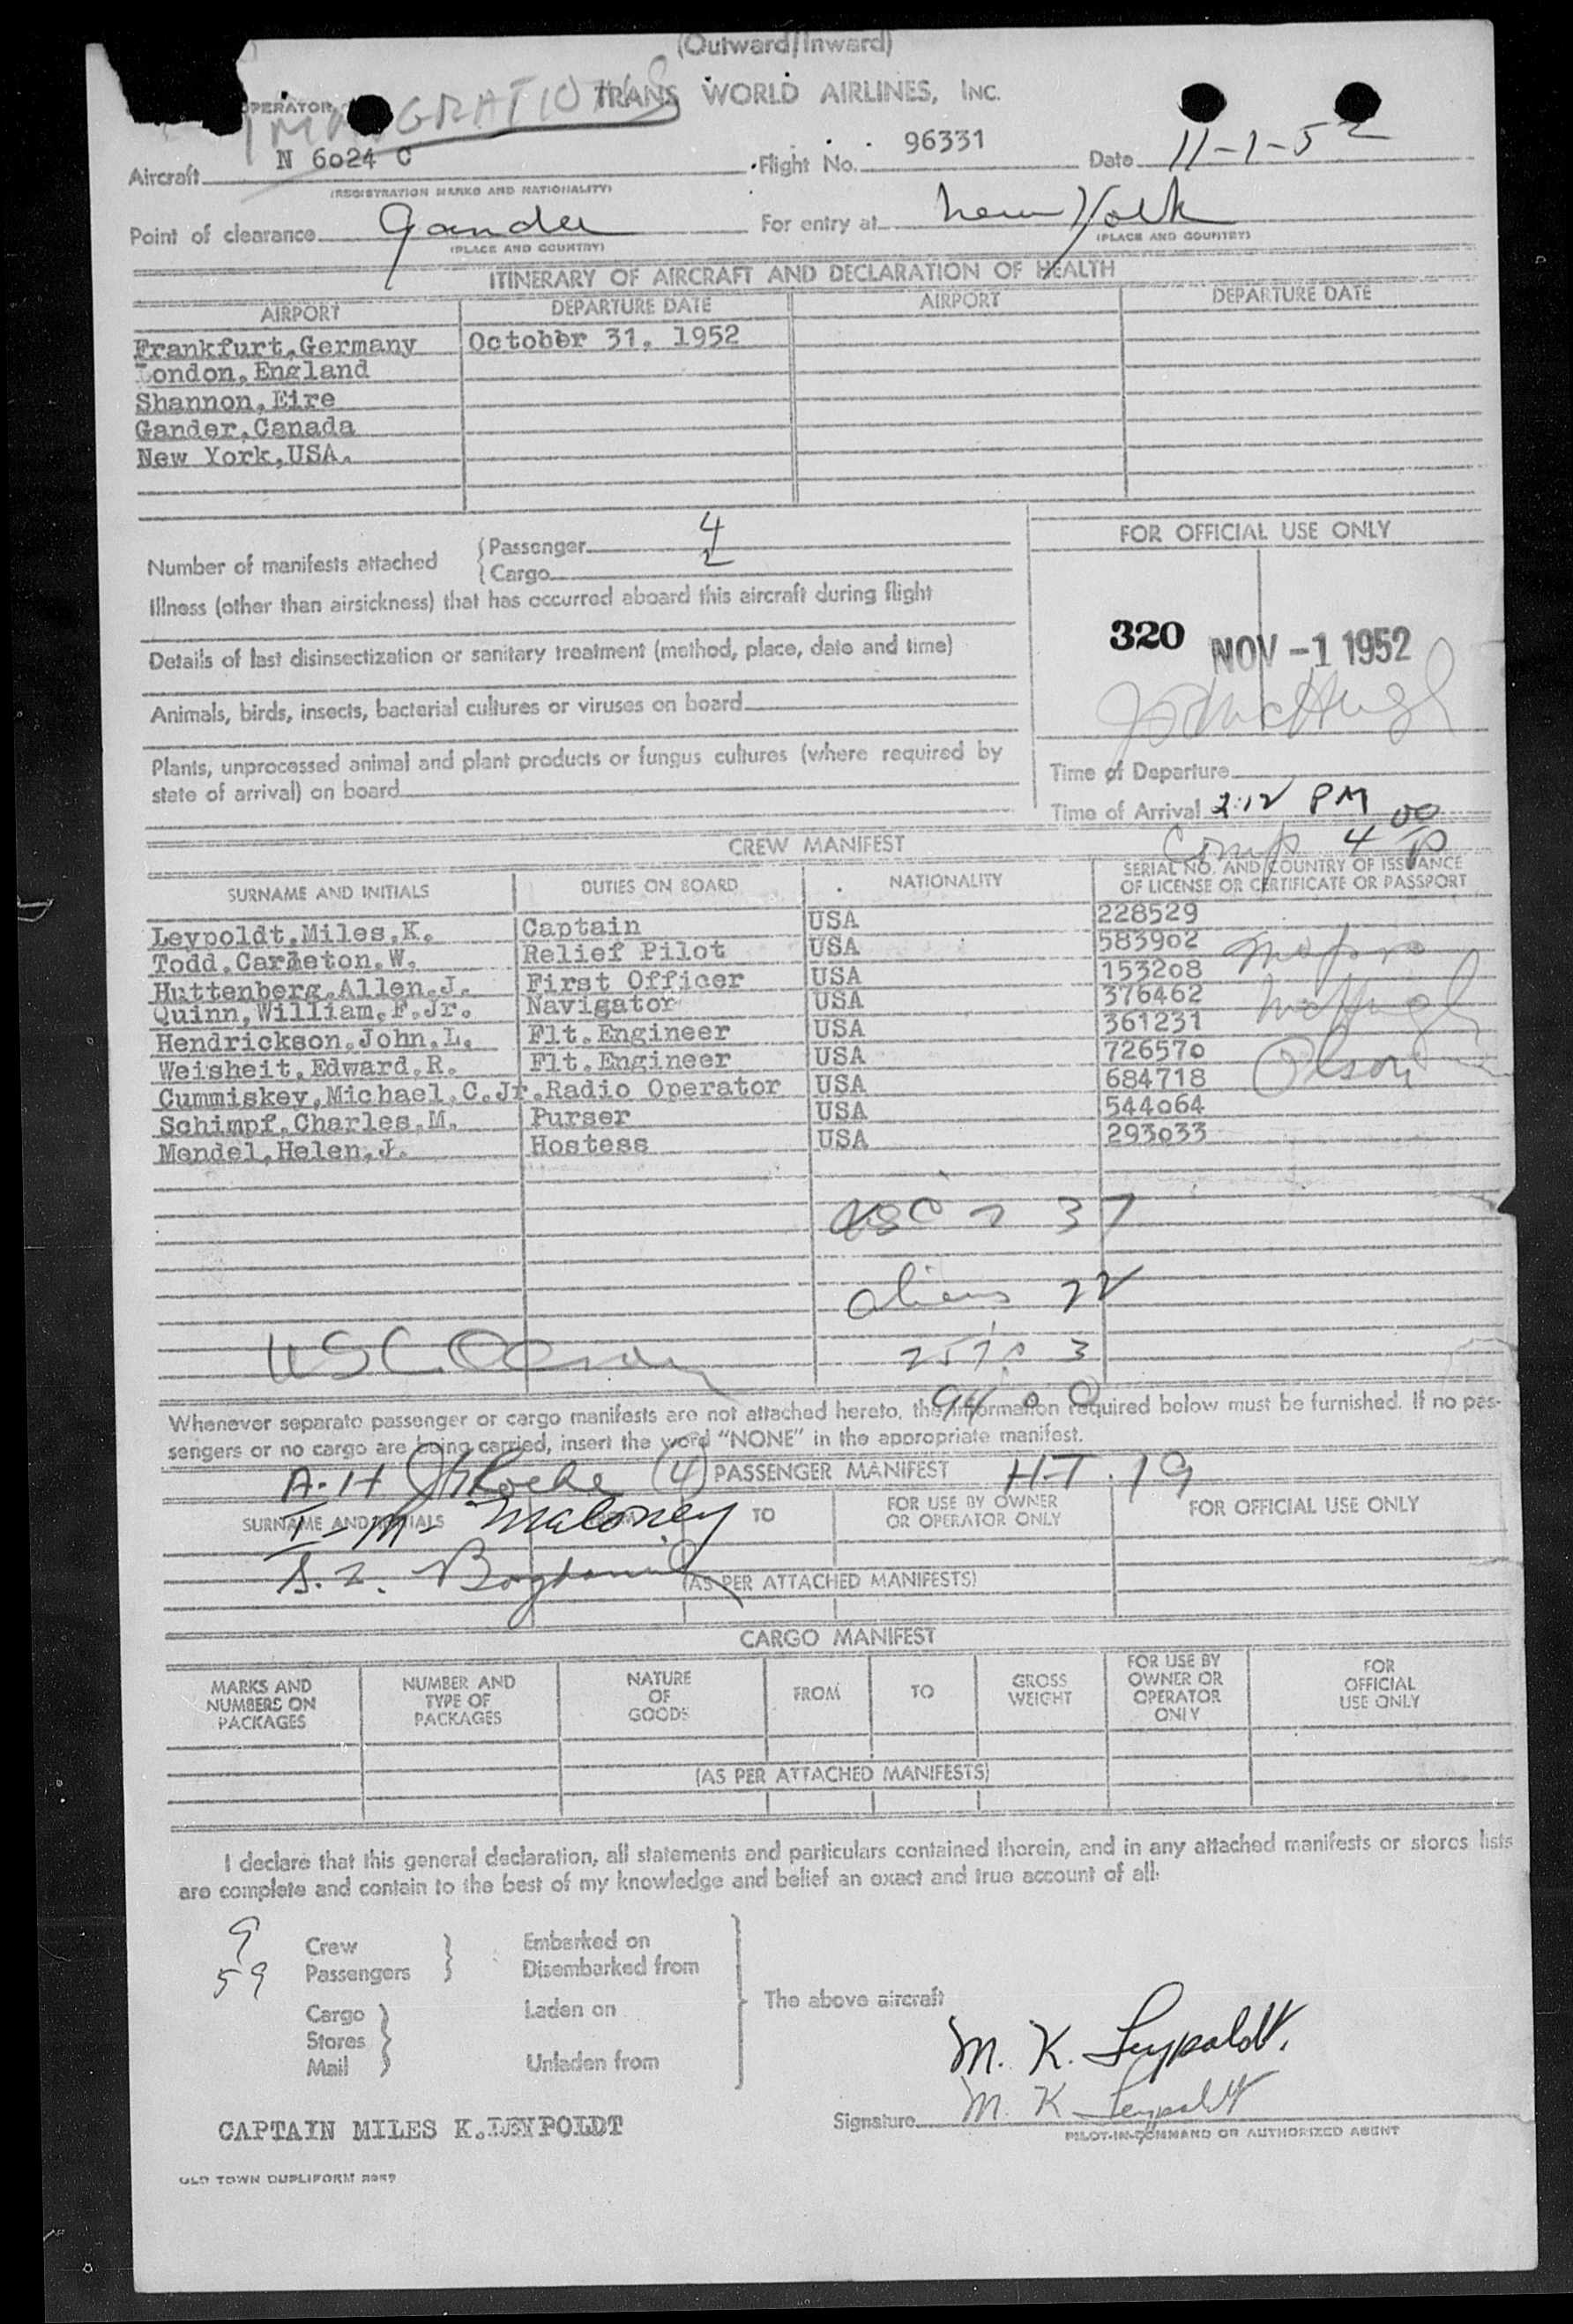 (Outward/Inward)
OPERATOR TRANS WORLD AIRLINES, INC.
IMMIGRATION
Aircraft N 6024 C Flight No. 96331 Date 11-1-52
(REGISTRATION MARKS AND NATIONALITY)
Point of clearance Gander For entry at New York
(PLACE AND COUNTRY) (PLACE AND COUNTRY)
ITINERARY OF AIRCRAFT AND DECLARATION OF HEALTH
AIRPORT DEPARTURE DATE AIRPORT DEPARTURE DATE
Frankfurt,Germany October 31, 1952
London,England
Shannon,Eire
Gander,Canada
New York,USA.
Number of manifests attached
Passenger 4
Cargo 2
FOR OFFICIAL USE ONLY
Illness (other than airsickness) that has occurred aboard this aircraft during flight
320 NOV -1 1952
Details of last disinsectization or sanitary treatment (method, place, date and time)
Animals, birds, insects, bacterial cultures or viruses on board
Plants, unprocessed animal and plant products or fungus cultures (where required by
state of arrival) on board
Time of Departure
Time of Arrival 2:12 PM
Comp 4 00 P
CREW MANIFEST
SURNAME AND INITIALS DUTIES ON BOARD NATIONALITY SERIAL NO. AND COUNTRY OF ISSUANCE
OF LICENSE OR CERTIFICATE OR PASSPORT
Leypoldt,Miles,K. Captain USA 228529
Todd,Carleton,W. Relief Pilot USA 583902
Huttenberg,Allen,J. First Officer USA 153208
Quinn,William,F.Jr. Navigator USA 376462
Hendrickson,John,L. Flt.Engineer USA 361231
Weisheit,Edward,R. Flt.Engineer USA 726570
Cummiskey,Michael,C.Jr.Radio Operator USA 684718
Schimpf,Charles,M. Purser USA 544064
Mendel,Helen,J. Hostess USA 293033
McHugh
Olson
USC 37
Aliens 22
USC Olson
Whenever separate passenger or cargo manifests are not attached hereto, the information required below must be furnished. If no pas-
sengers or no cargo are being carried, insert the word "NONE" in the appropriate manifest.
A.H (4) PASSENGER MANIFEST HT. 19
SURNAME AND INITIALS FROM TO FOR USE BY OWNER
OR OPERATOR ONLY FOR OFFICIAL USE ONLY
I - M - Maloney
(AS PER ATTACHED MANIFESTS)
CARGO MANIFEST
MARKS AND
NUMBERS ON
PACKAGES
NUMBER AND
TYPE OF
PACKAGES
NATURE
OF
GOODS
FROM
TO
GROSS
WEIGHT
FOR USE BY
OWNER OR
OPERATOR
ONLY
FOR
OFFICIAL
USE ONLY
(AS PER ATTACHED MANIFESTS)
I declare that this general declaration, all statements and particulars contained therein, and in any attached manifests or stores lists
are complete and contain to the best of my knowledge and belief an exact and true account of all.
9 Crew Embarked on
59 Passengers Disembarked from
The above aircraft
Cargo Laden on
Stores
Mail Unladen from
M. K. Leypoldt.
Signature M. K. Leypoldt
PILOT-IN-COMMAND OR AUTHORIZED AGENT
CAPTAIN MILES K.LEYPOLDT
OLD TOWN DUPLIFORM